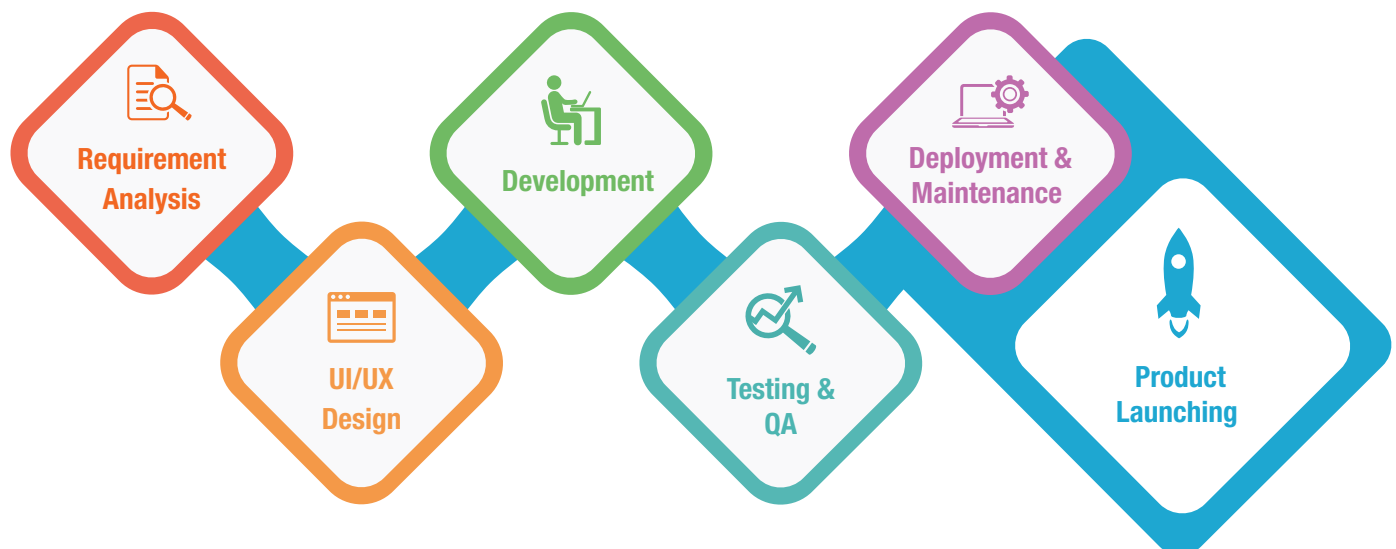 Requirement
Analysis
UI/UX
Design
Development
Testing &
QA
Deployment &
Maintenance
Product
Launching